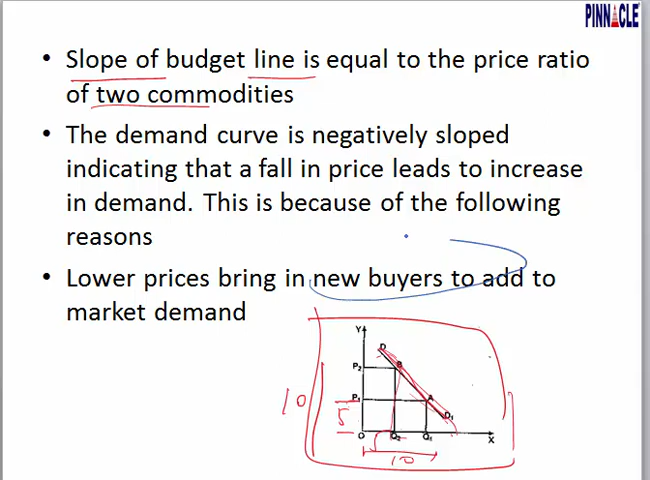 PINNACLE
• Slope of budget line is equal to the price ratio
of two commodities
• The demand curve is negatively sloped
indicating that a fall in price leads to increase
in demand. This is because of the following
reasons
• Lower prices bring in new buyers to add to
market demand
Y
D
P2 B
10 P1 A
5 D1
O Q2 Q1 X
10